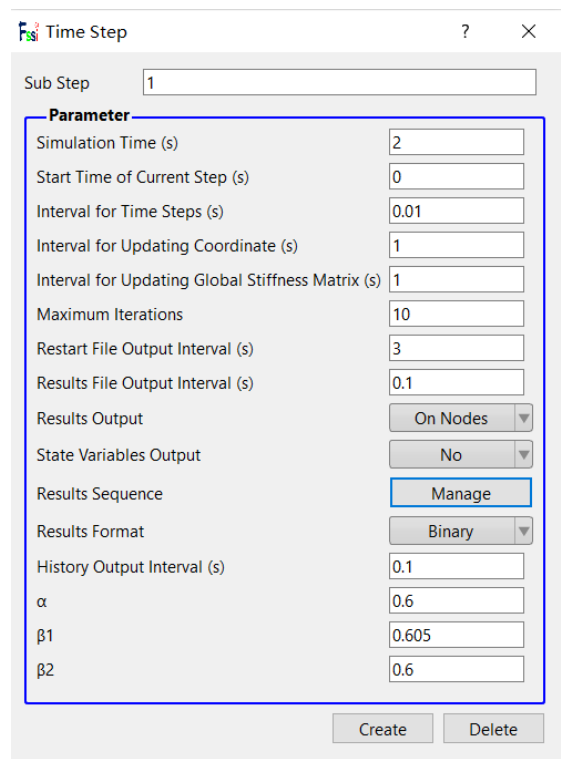 Fssi Time Step ? ×
Sub Step 1
Parameter
Simulation Time (s) 2
Start Time of Current Step (s) 0
Interval for Time Steps (s) 0.01
Interval for Updating Coordinate (s) 1
Interval for Updating Global Stiffness Matrix (s) 1
Maximum Iterations 10
Restart File Output Interval (s) 3
Results File Output Interval (s) 0.1
Results Output On Nodes
State Variables Output No
Results Sequence Manage
Results Format Binary
History Output Interval (s) 0.1
α 0.6
β1 0.605
β2 0.6
Create Delete